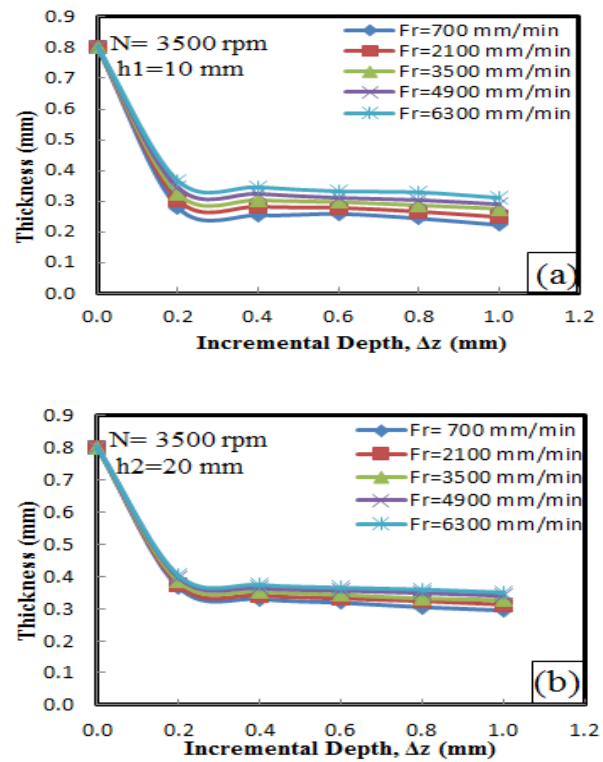 0.9
0.8
0.7
0.6
0.5
0.4
0.3
0.2
0.1
0.0
Thickness (mm)
N= 3500 rpm
h1=10 mm
Fr=700 mm/min
Fr=2100 mm/min
Fr=3500 mm/min
Fr=4900 mm/min
Fr=6300 mm/min
(a)
0.0 0.2 0.4 0.6 0.8 1.0 1.2
Incremental Depth, Δz (mm)
0.9
0.8
0.7
0.6
0.5
0.4
0.3
0.2
0.1
0.0
Thickness (mm)
N= 3500 rpm
h2=20 mm
Fr= 700 mm/min
Fr=2100 mm/min
Fr=3500 mm/min
Fr=4900 mm/min
Fr=6300 mm/min
(b)
0.0 0.2 0.4 0.6 0.8 1.0 1.2
Incremental Depth, Δz (mm)